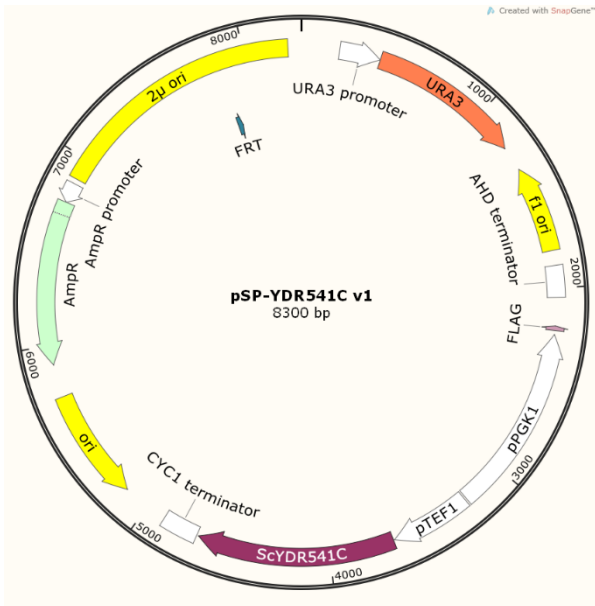 Created with SnapGene™
8000
2μ ori
URA3 promoter
URA3
1000
FRT
7000
AmpR promoter
AHD terminator
f1 ori
AmpR
2000
pSP-YDR541C v1
8300 bp
FLAG
6000
pPGK1
ori
3000
CYC1 terminator
pTEF1
5000
ScYDR541C
4000